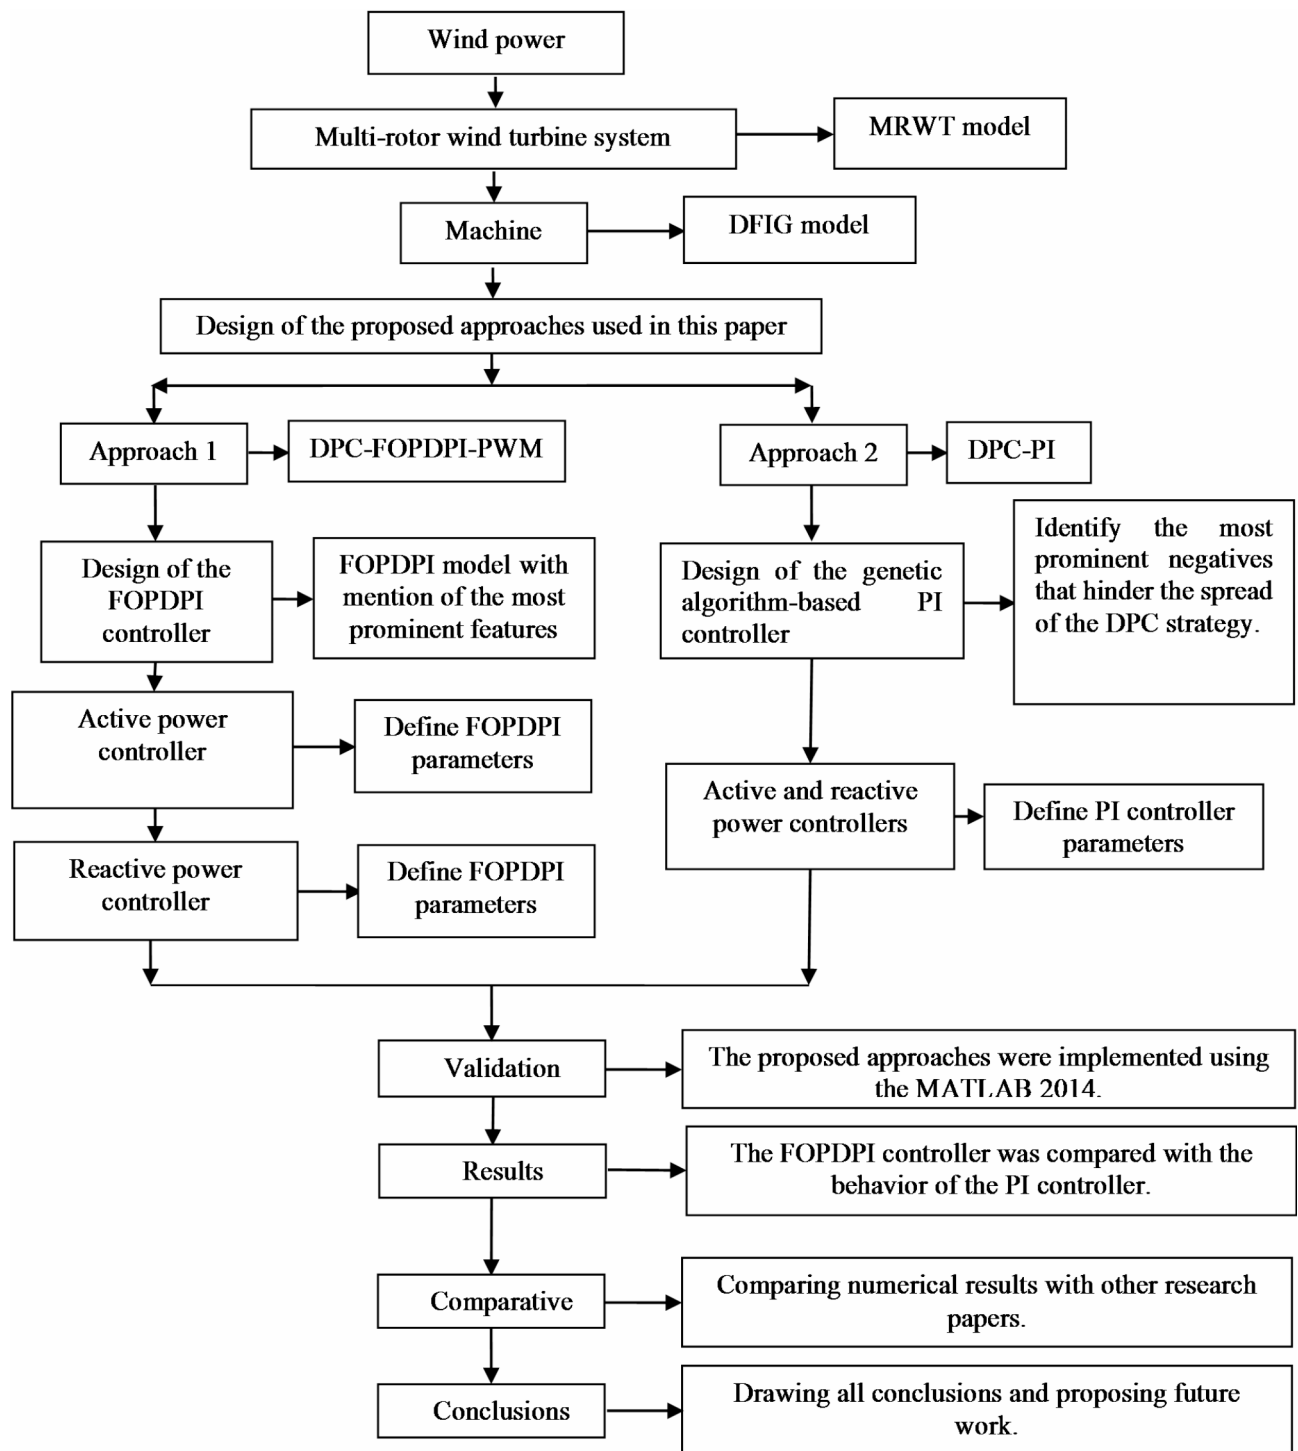 Wind power
Multi-rotor wind turbine system
MRWT model
Machine
DFIG model
Design of the proposed approaches used in this paper
Approach 1
DPC-FOPDPI-PWM
Approach 2
DPC-PI
Design of the
FOPDPI
controller
FOPDPI model with
mention of the most
prominent features
Design of the genetic
algorithm-based PI
controller
Identify the most
prominent negatives
that hinder the spread
of the DPC strategy.
Active power
controller
Define FOPDPI
parameters
Active and reactive
power controllers
Define PI controller
parameters
Reactive power
controller
Define FOPDPI
parameters
Validation
The proposed approaches were implemented using
the MATLAB 2014.
Results
The FOPDPI controller was compared with the
behavior of the PI controller.
Comparative
Comparing numerical results with other research
papers.
Conclusions
Drawing all conclusions and proposing future
work.